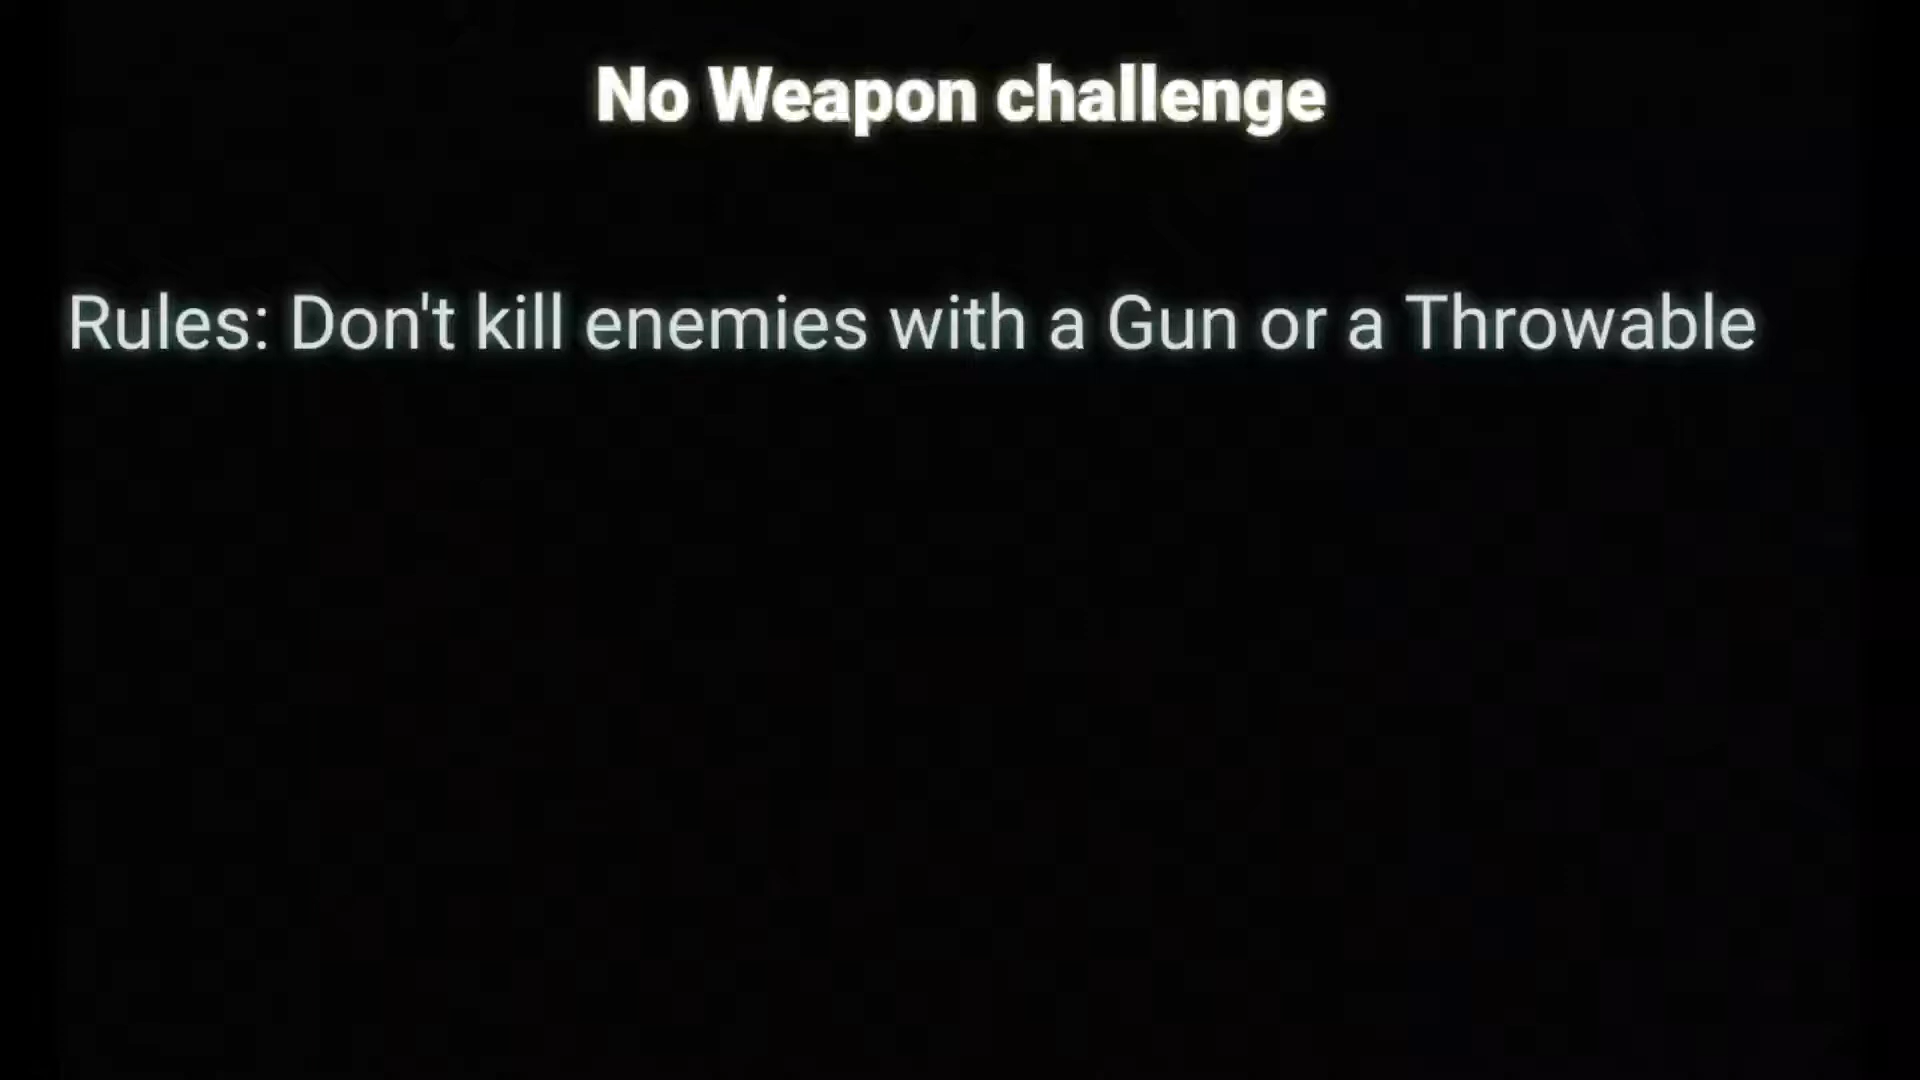 No Weapon challenge
Rules: Don't kill enemies with a Gun or a Throwable